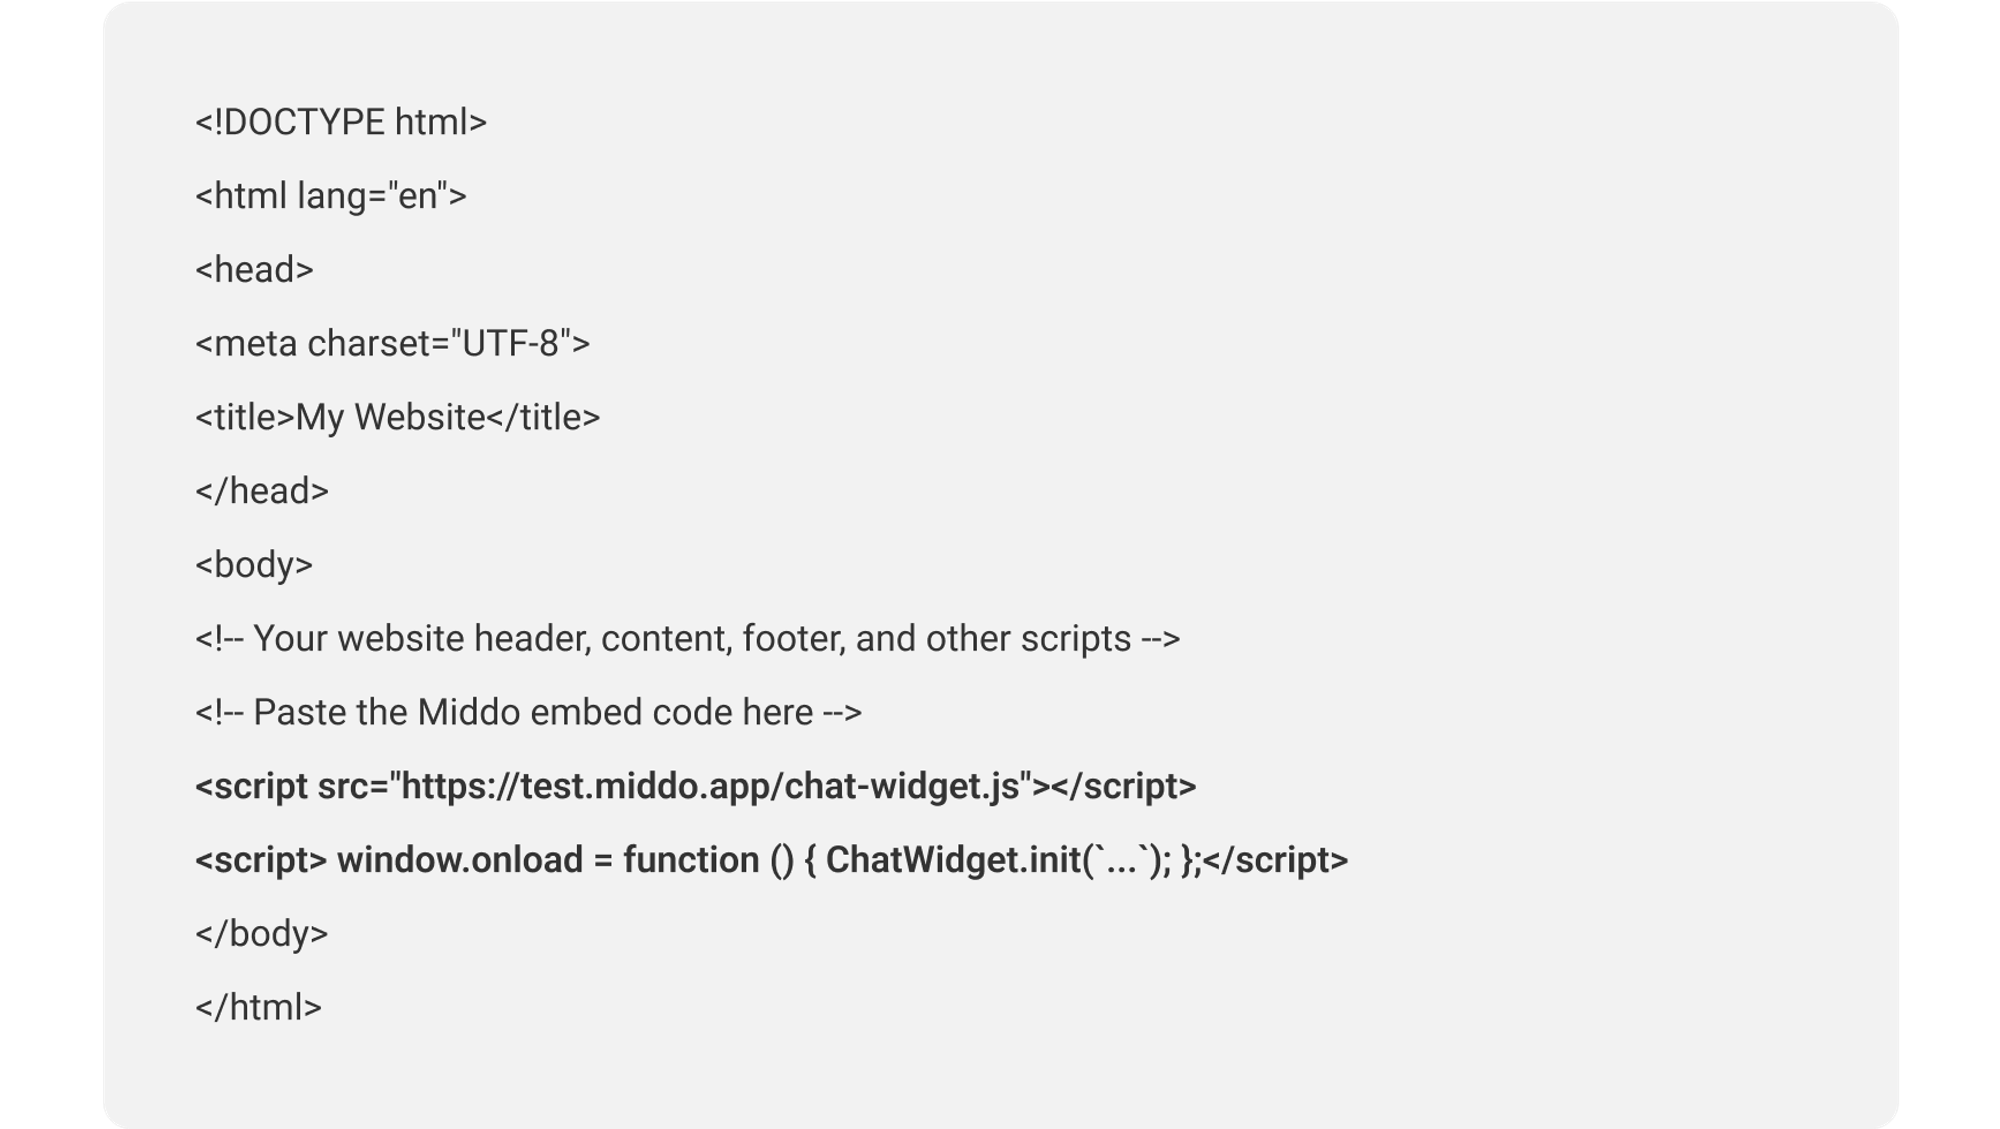 <!DOCTYPE html>
<html lang="en">
<head>
<meta charset="UTF-8">
<title>My Website</title>
</head>
<body>
<!-- Your website header, content, footer, and other scripts -->
<!-- Paste the Middo embed code here -->
<script src="https://test.middo.app/chat-widget.js"></script>
<script> window.onload = function () { ChatWidget.init(`...`); };</script>
</body>
</html>